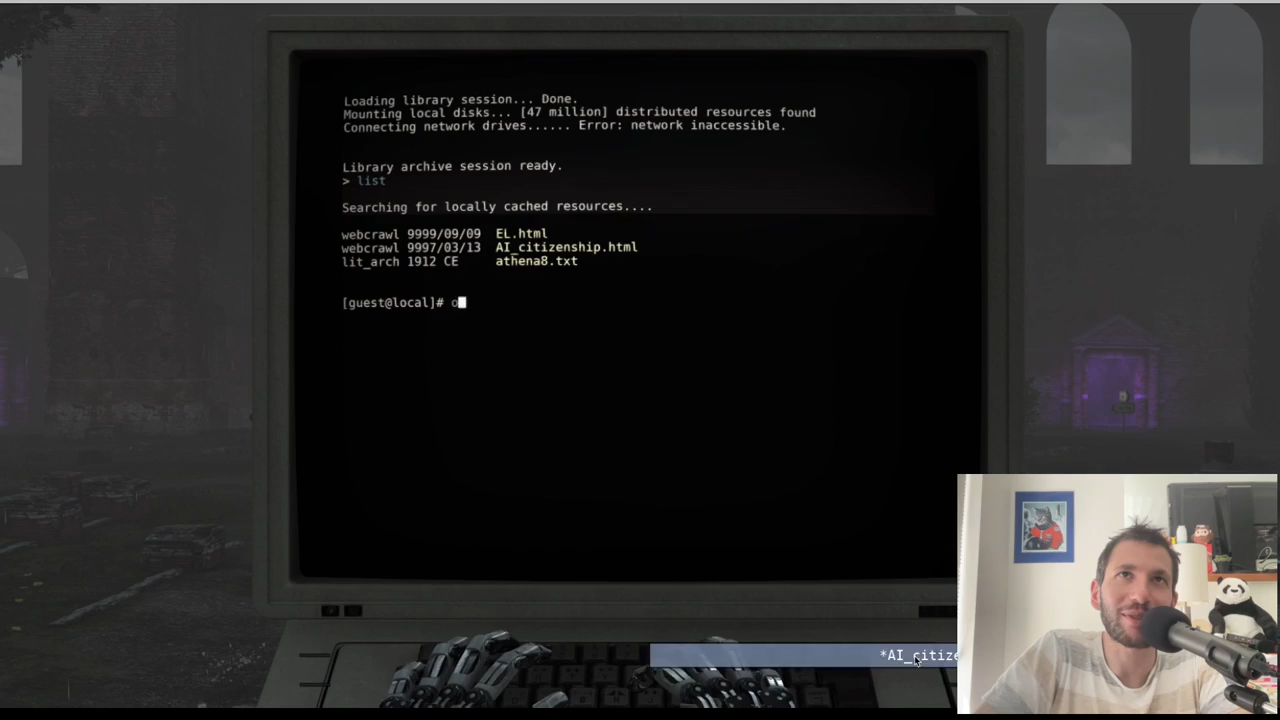 Loading library session... Done.
Mounting local disks... [47 million] distributed resources found
Connecting network drives...... Error: network inaccessible.
Library archive session ready.
> list
Searching for locally cached resources....
webcrawl 9999/09/09 EL.html
webcrawl 9997/03/13 AI_citizenship.html
lit_arch 1912 CE athena8.txt
[guest@local]# o
*AI_citize